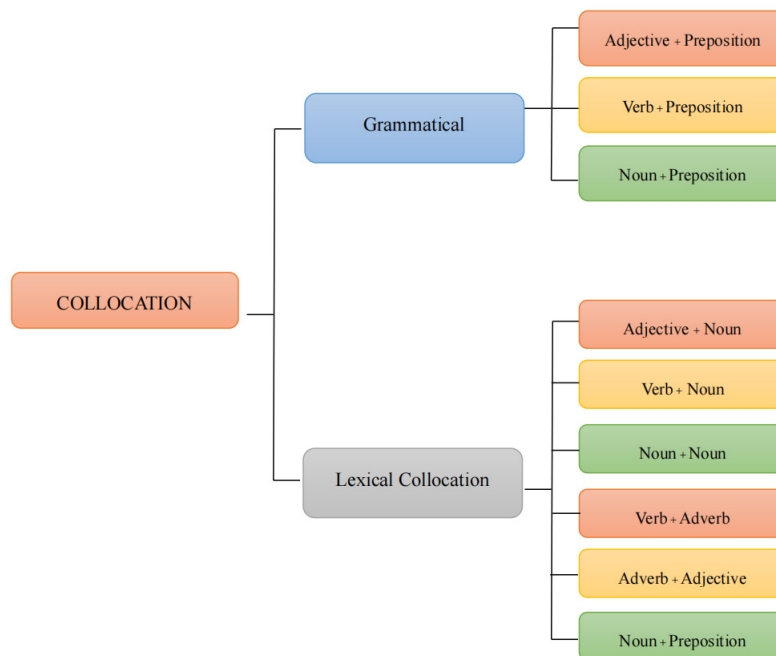 Adjective + Preposition
Grammatical
Verb + Preposition
Noun + Preposition
COLLOCATION
Adjective + Noun
Verb + Noun
Noun + Noun
Lexical Collocation
Verb + Adverb
Adverb + Adjective
Noun + Preposition